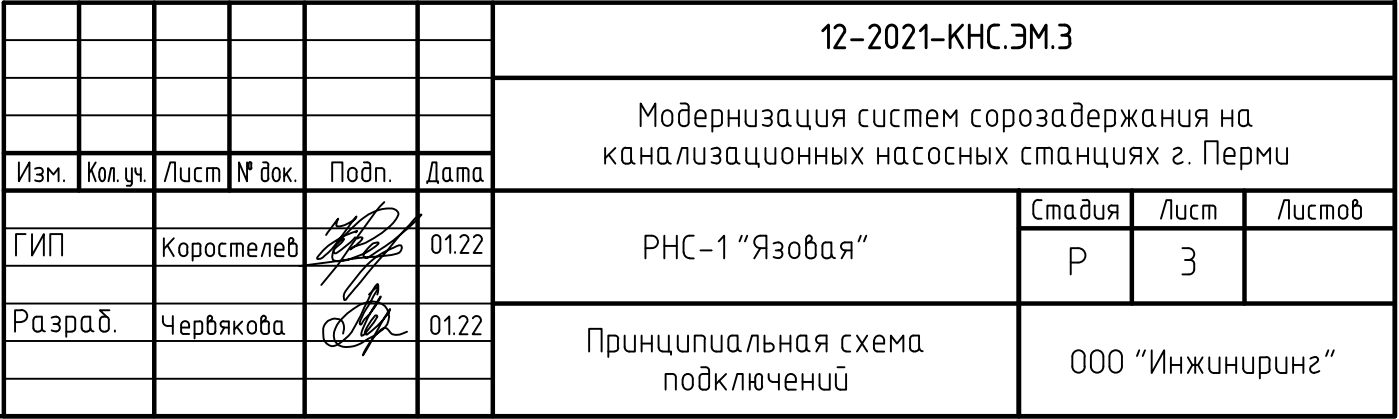 12-2021-КНС.ЭМ.З
Модернизация систем сорозадержания на
канализационных насосных станциях г. Перми
Изм. Кол. уч. Лист № док. Подп. Дата
РНС-1 "Язовая"
Стадия Лист Листов
Р 3
ГИП Коростелев 01.22
Разраб. Червякова 01.22
Принципиальная схема
подключений
ООО "Инжиниринг"